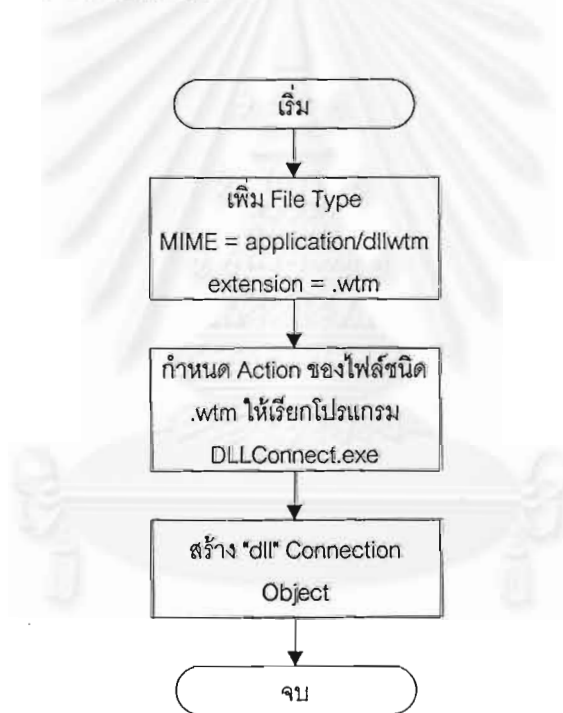 เริ่ม
เพิ่ม File Type
MIME = application/dllwtm
extension = .wtm
กำหนด Action ของไฟล์ชนิด
.wtm ให้เรียกโปรแกรม
DLLConnect.exe
สร้าง "dll" Connection
Object
จบ